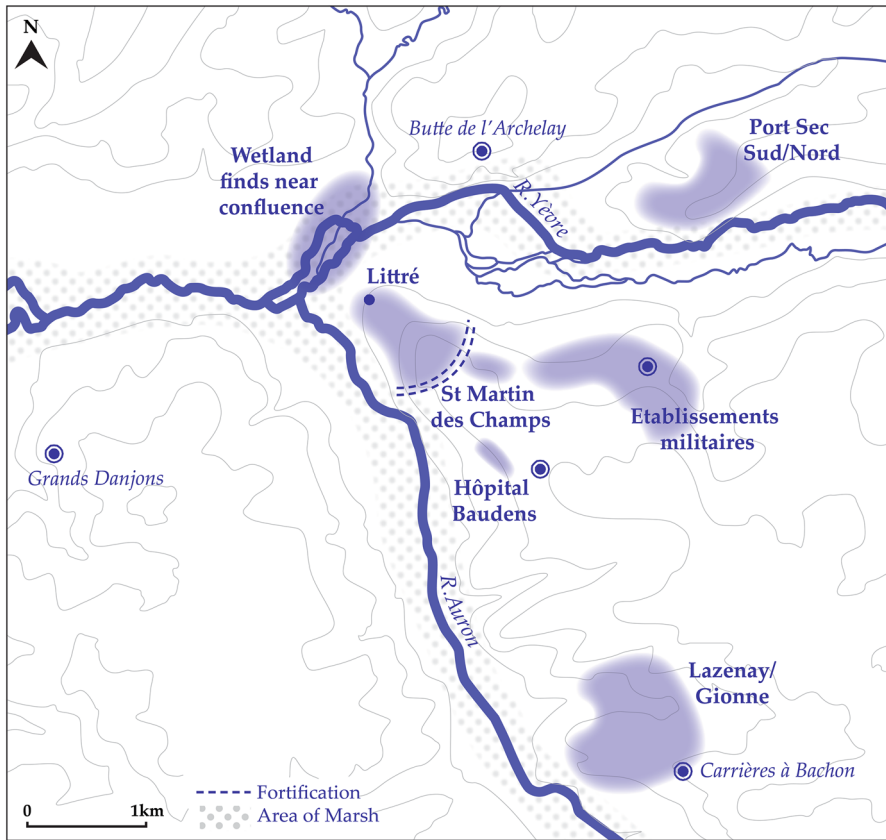 N
Butte de l'Archelay
Port Sec
Sud/Nord
Wetland
finds near
confluence
R. Yèvre
Littré
St Martin
des Champs
Etablissements
militaires
Grands Danjons
Hôpital
Baudens
R. Auron
Lazenay/
Gionne
Carrières à Bachon
Fortification
Area of Marsh
0
1km